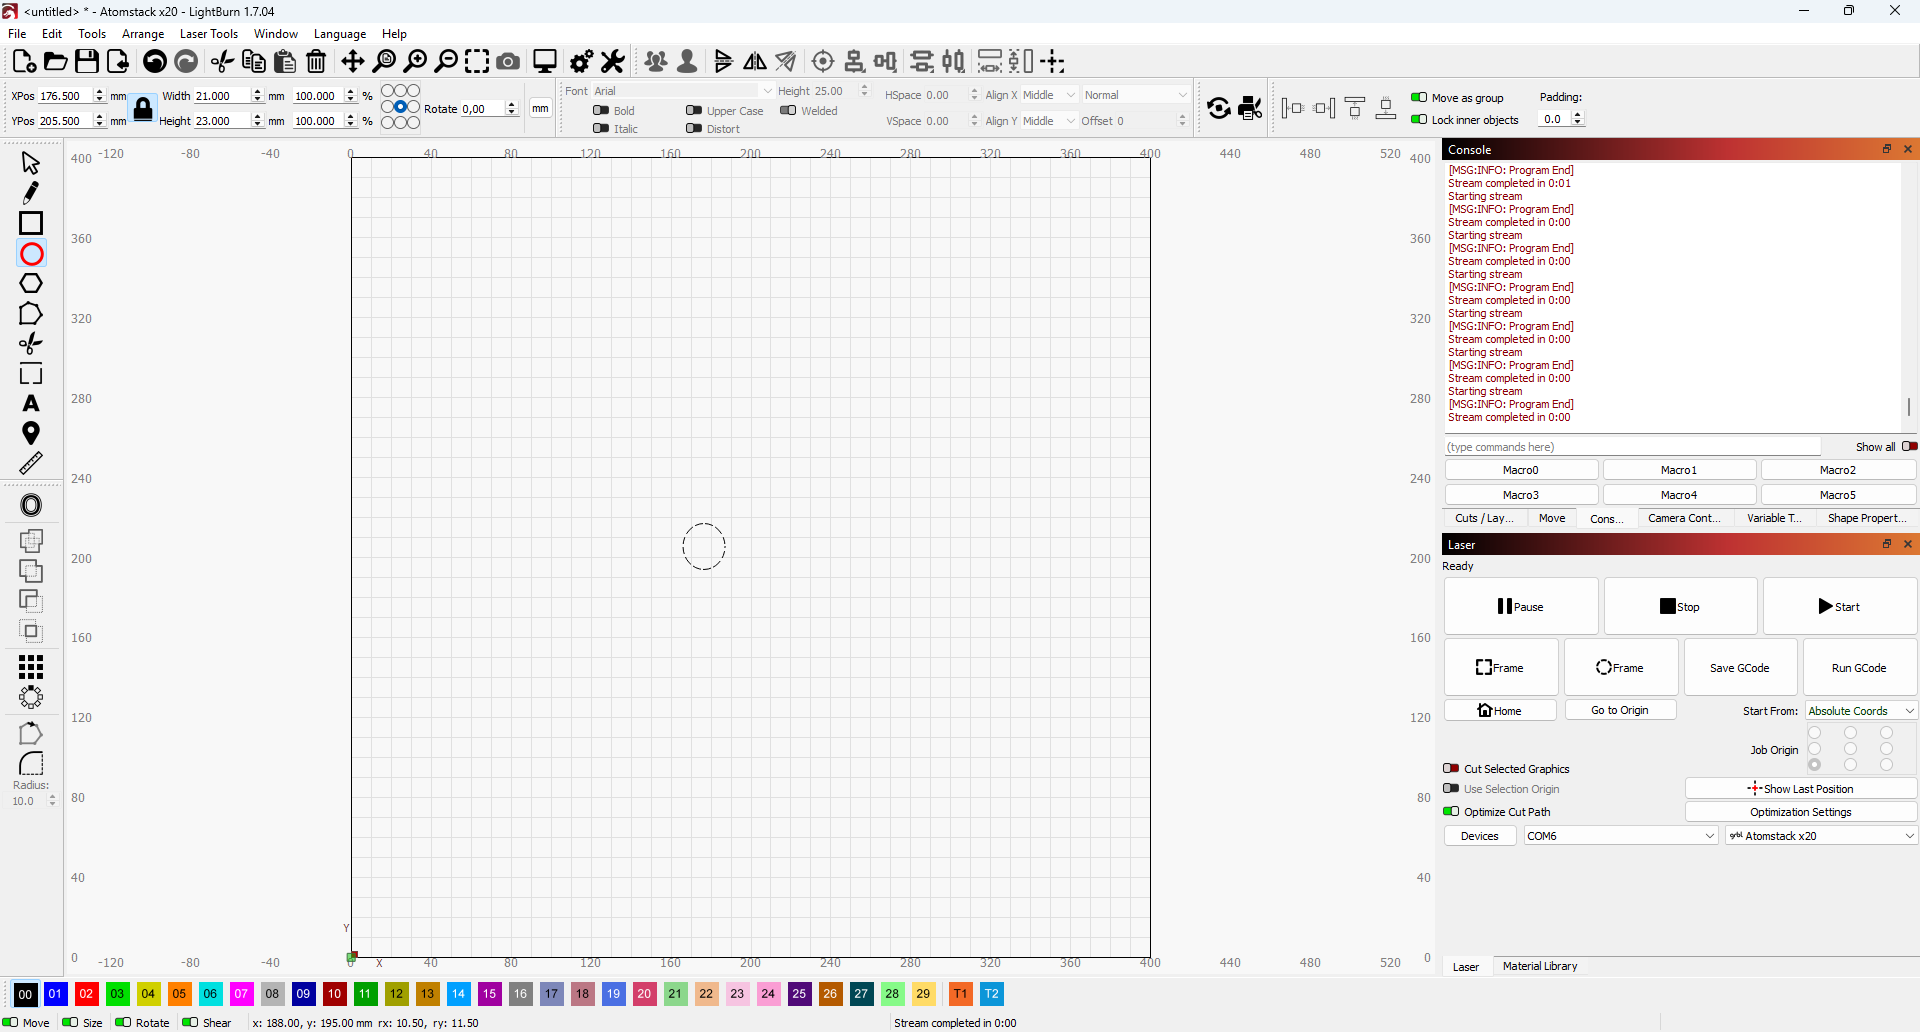 <untitled> * - Atomstack x20 - LightBurn 1.7.04
File Edit Tools Arrange Laser Tools Window Language Help
XPos 176.500 mm Width 21.000 mm 100.000 % Rotate 0,00 mm
YPos 205.500 mm Height 23.000 mm 100.000 %
Font Arial Height 25.00 HSpace 0.00 Align X Middle Normal
Bold Upper Case Welded VSpace 0.00 Align Y Middle Offset 0
Italic Distort
Move as group Padding:
Lock inner objects 0.0
400 -120 -80 -40 0 40 80 120 160 200 240 280 320 360 400 440 480 520 400
360 360
320 320
280 280
240 240
200 200
160 160
120 120
80 80
40 40
Y
0 -120 -80 -40 0 X 40 80 120 160 200 240 280 320 360 400 440 480 520 0
Radius:
10.0
Console
[MSG:INFO: Program End]
Stream completed in 0:01
Starting stream
[MSG:INFO: Program End]
Stream completed in 0:00
Starting stream
[MSG:INFO: Program End]
Stream completed in 0:00
Starting stream
[MSG:INFO: Program End]
Stream completed in 0:00
Starting stream
[MSG:INFO: Program End]
Stream completed in 0:00
Starting stream
[MSG:INFO: Program End]
Stream completed in 0:00
Starting stream
[MSG:INFO: Program End]
Stream completed in 0:00
(type commands here) Show all
Macro0 Macro1 Macro2
Macro3 Macro4 Macro5
Cuts / Lay... Move Cons... Camera Cont... Variable T... Shape Propert...
Laser
Ready
Pause Stop Start
Frame Frame Save GCode Run GCode
Home Go to Origin Start From: Absolute Coords
Job Origin
Cut Selected Graphics
Use Selection Origin Show Last Position
Optimize Cut Path Optimization Settings
Devices COM6 grbl Atomstack x20
Laser Material Library
00 01 02 03 04 05 06 07 08 09 10 11 12 13 14 15 16 17 18 19 20 21 22 23 24 25 26 27 28 29 T1 T2
Move Size Rotate Shear x: 188.00, y: 195.00 mm rx: 10.50, ry: 11.50 Stream completed in 0:00